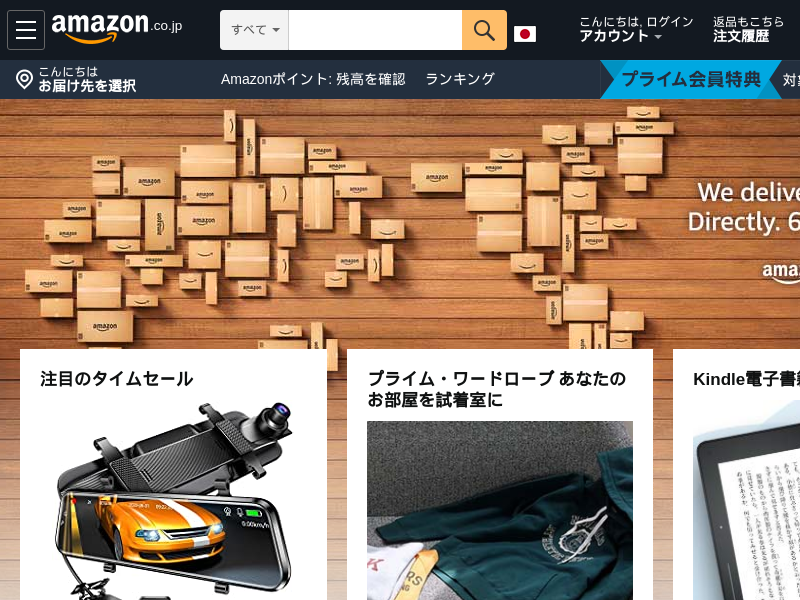 amazon.co.jp
すべて
こんにちは, ログイン
アカウント
返品もこちら
注文履歴
こんにちは
お届け先を選択
Amazonポイント: 残高を確認
ランキング
プライム会員特典
We delive
Directly. 6
amaz
注目のタイムセール
プライム・ワードローブ あなたの
お部屋を試着室に
Kindle電子書
0.00km/h